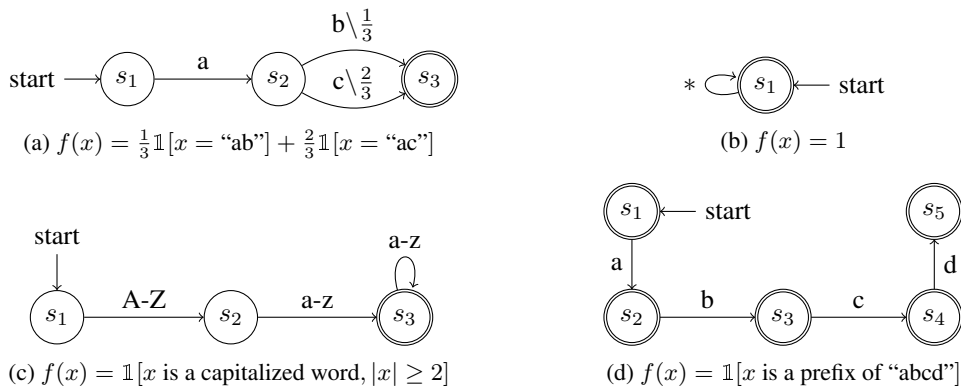 b\1/3
start s₁ a s₂ c\2/3 s₃
(a) f(x) = 1/3 𝟙[x = “ab”] + 2/3 𝟙[x = “ac”]
* s₁ start
(b) f(x) = 1
start a-z
s₁ A-Z s₂ a-z s₃
(c) f(x) = 𝟙[x is a capitalized word, |x| ≥ 2]
s₁ start s₅
a d
s₂ b s₃ c s₄
(d) f(x) = 𝟙[x is a prefix of “abcd”]